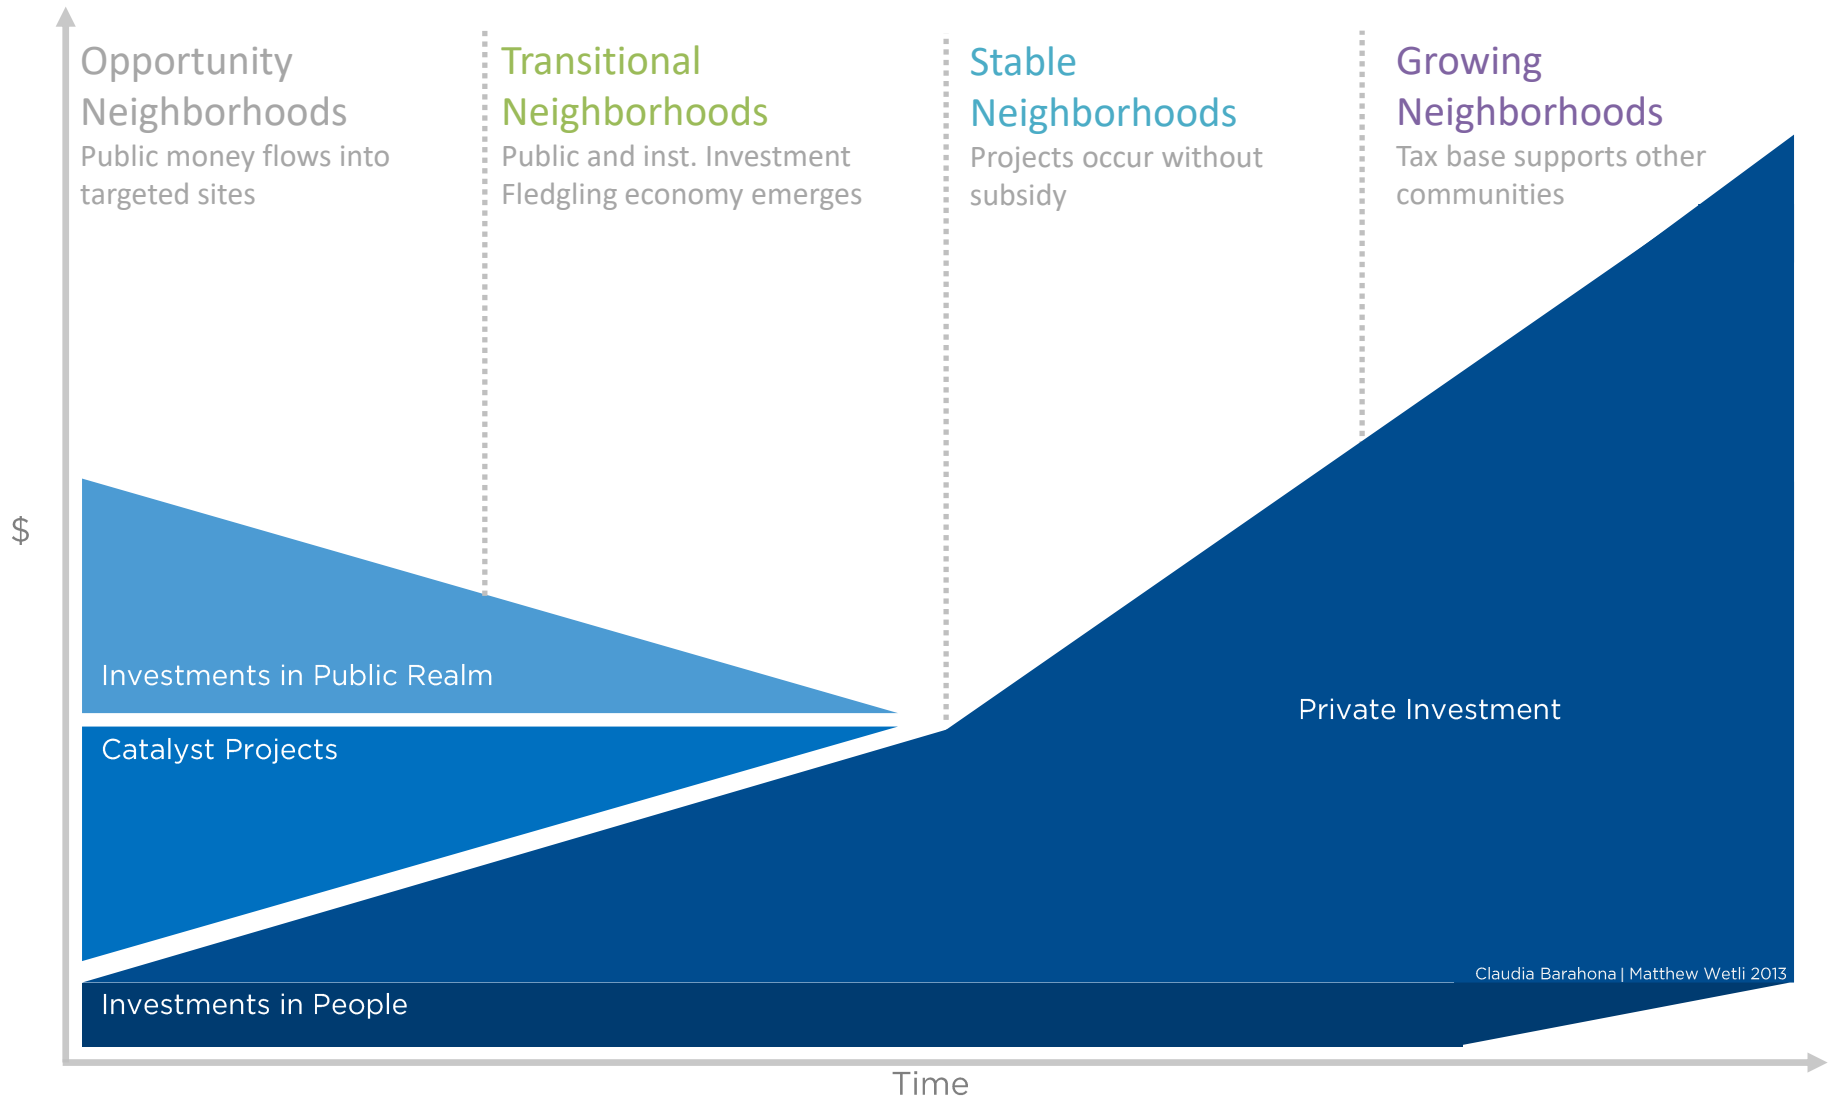 Opportunity
Neighborhoods
Public money flows into
targeted sites
Transitional
Neighborhoods
Public and inst. Investment
Fledgling economy emerges
Stable
Neighborhoods
Projects occur without
subsidy
Growing
Neighborhoods
Tax base supports other
communities
$
Investments in Public Realm
Catalyst Projects
Private Investment
Claudia Barahona | Matthew Wetli 2013
Investments in People
Time